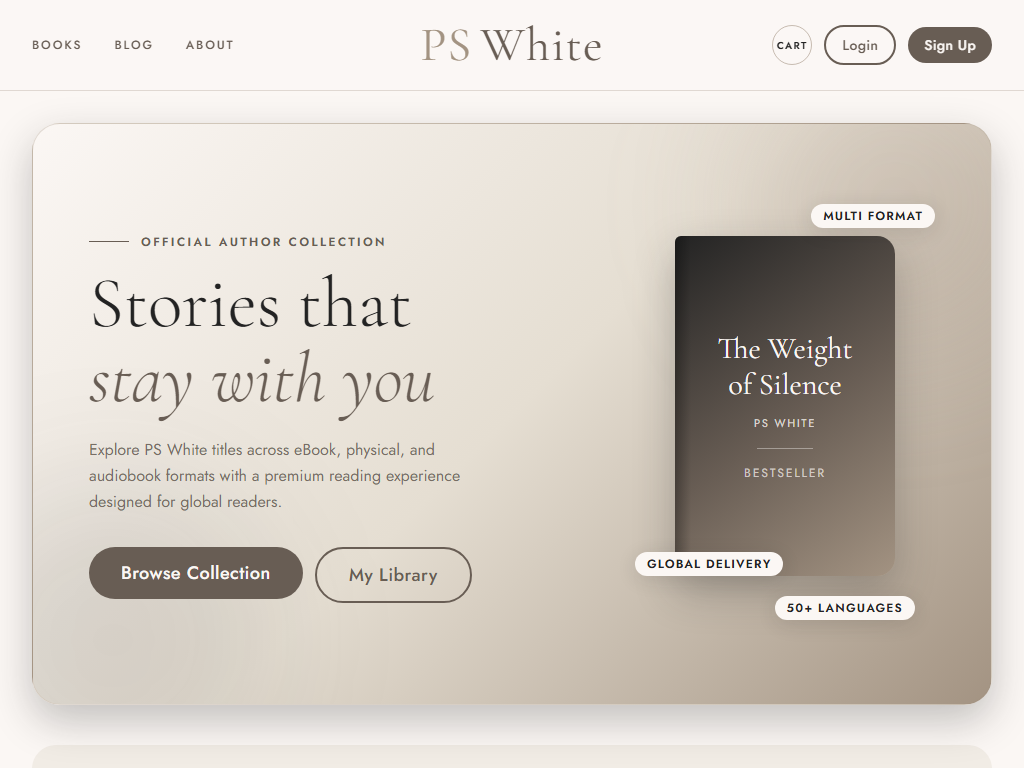 BOOKS
BLOG
ABOUT
PS White
CART
Login
Sign Up
OFFICIAL AUTHOR COLLECTION
Stories that
stay with you
Explore PS White titles across eBook, physical, and
audiobook formats with a premium reading experience
designed for global readers.
Browse Collection
My Library
MULTI FORMAT
The Weight
of Silence
PS WHITE
BESTSELLER
GLOBAL DELIVERY
50+ LANGUAGES